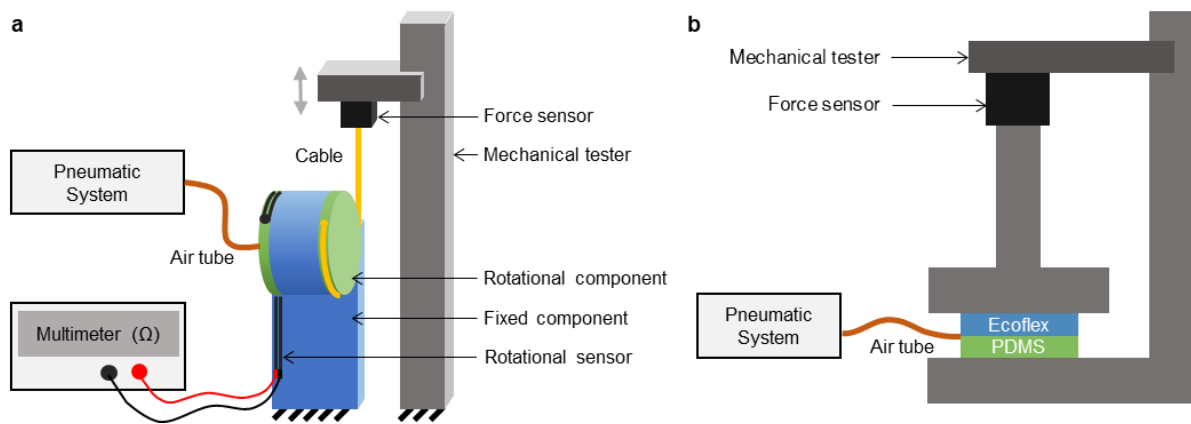 a
Force sensor
Cable
Mechanical tester
Pneumatic
System
Air tube
Rotational component
Fixed component
Multimeter (Ω)
Rotational sensor
b
Mechanical tester
Force sensor
Pneumatic
System
Air tube
Ecoflex
PDMS